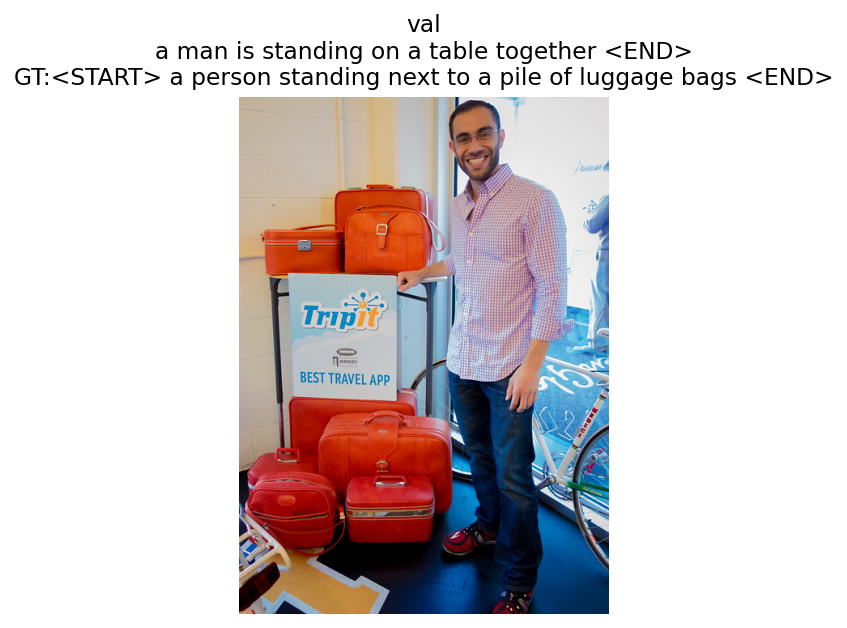 val
a man is standing on a table together <END>
GT:<START> a person standing next to a pile of luggage bags <END>
Tripit
BEST TRAVEL APP